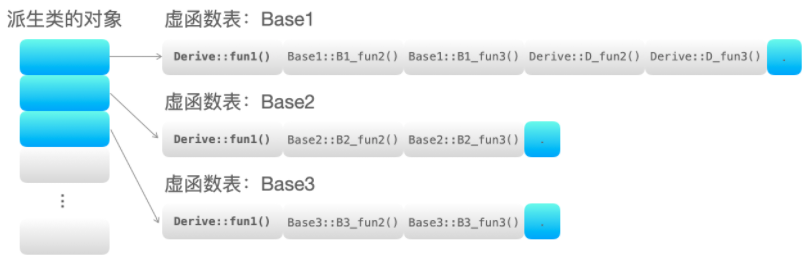 派生类的对象
虚函数表：Base1
Derive::fun1() Base1::B1_fun2() Base1::B1_fun3() Derive::D_fun2() Derive::D_fun3() .
虚函数表：Base2
Derive::fun1() Base2::B2_fun2() Base2::B2_fun3() .
虚函数表：Base3
Derive::fun1() Base3::B3_fun2() Base3::B3_fun3() .
⋮